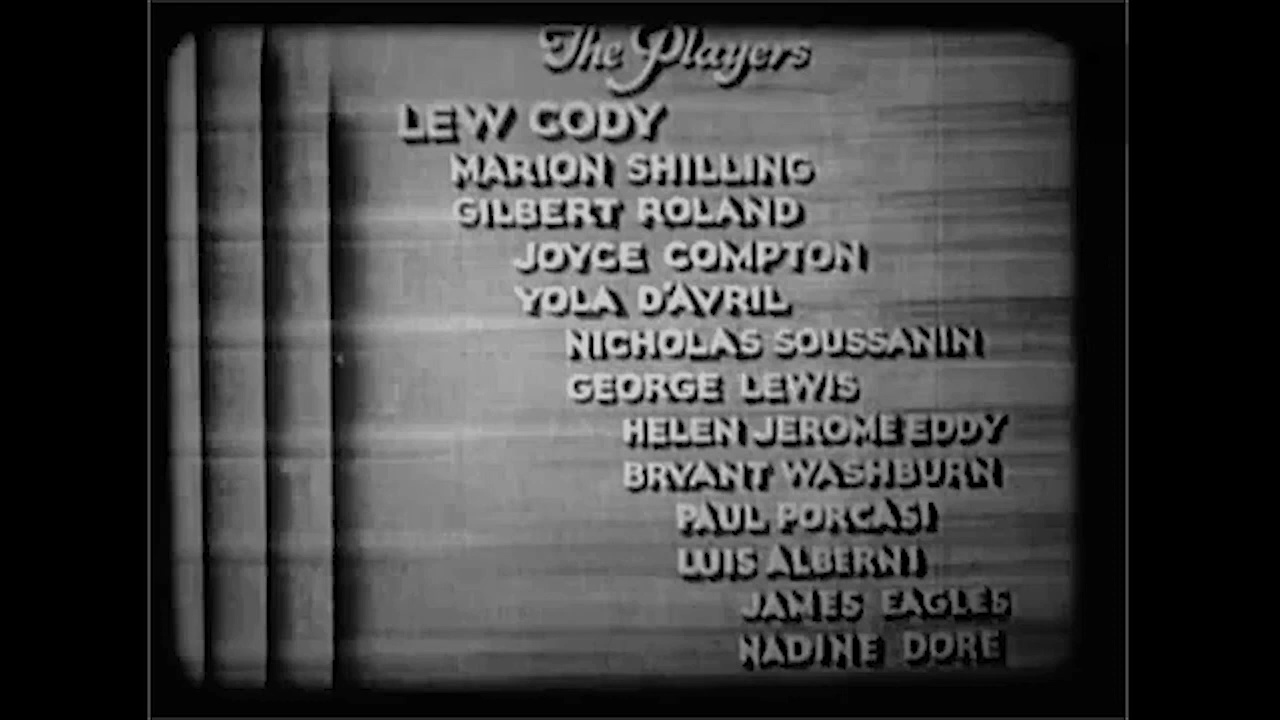 The Players
LEW CODY
MARION SHILLING
GILBERT ROLAND
JOYCE COMPTON
YOLA D'AVRIL
NICHOLAS SOUSSANIN
GEORGE LEWIS
HELEN JEROME EDDY
BRYANT WASHBURN
PAUL PORCASI
LUIS ALBERNI
JAMES EAGLES
NADINE DORE